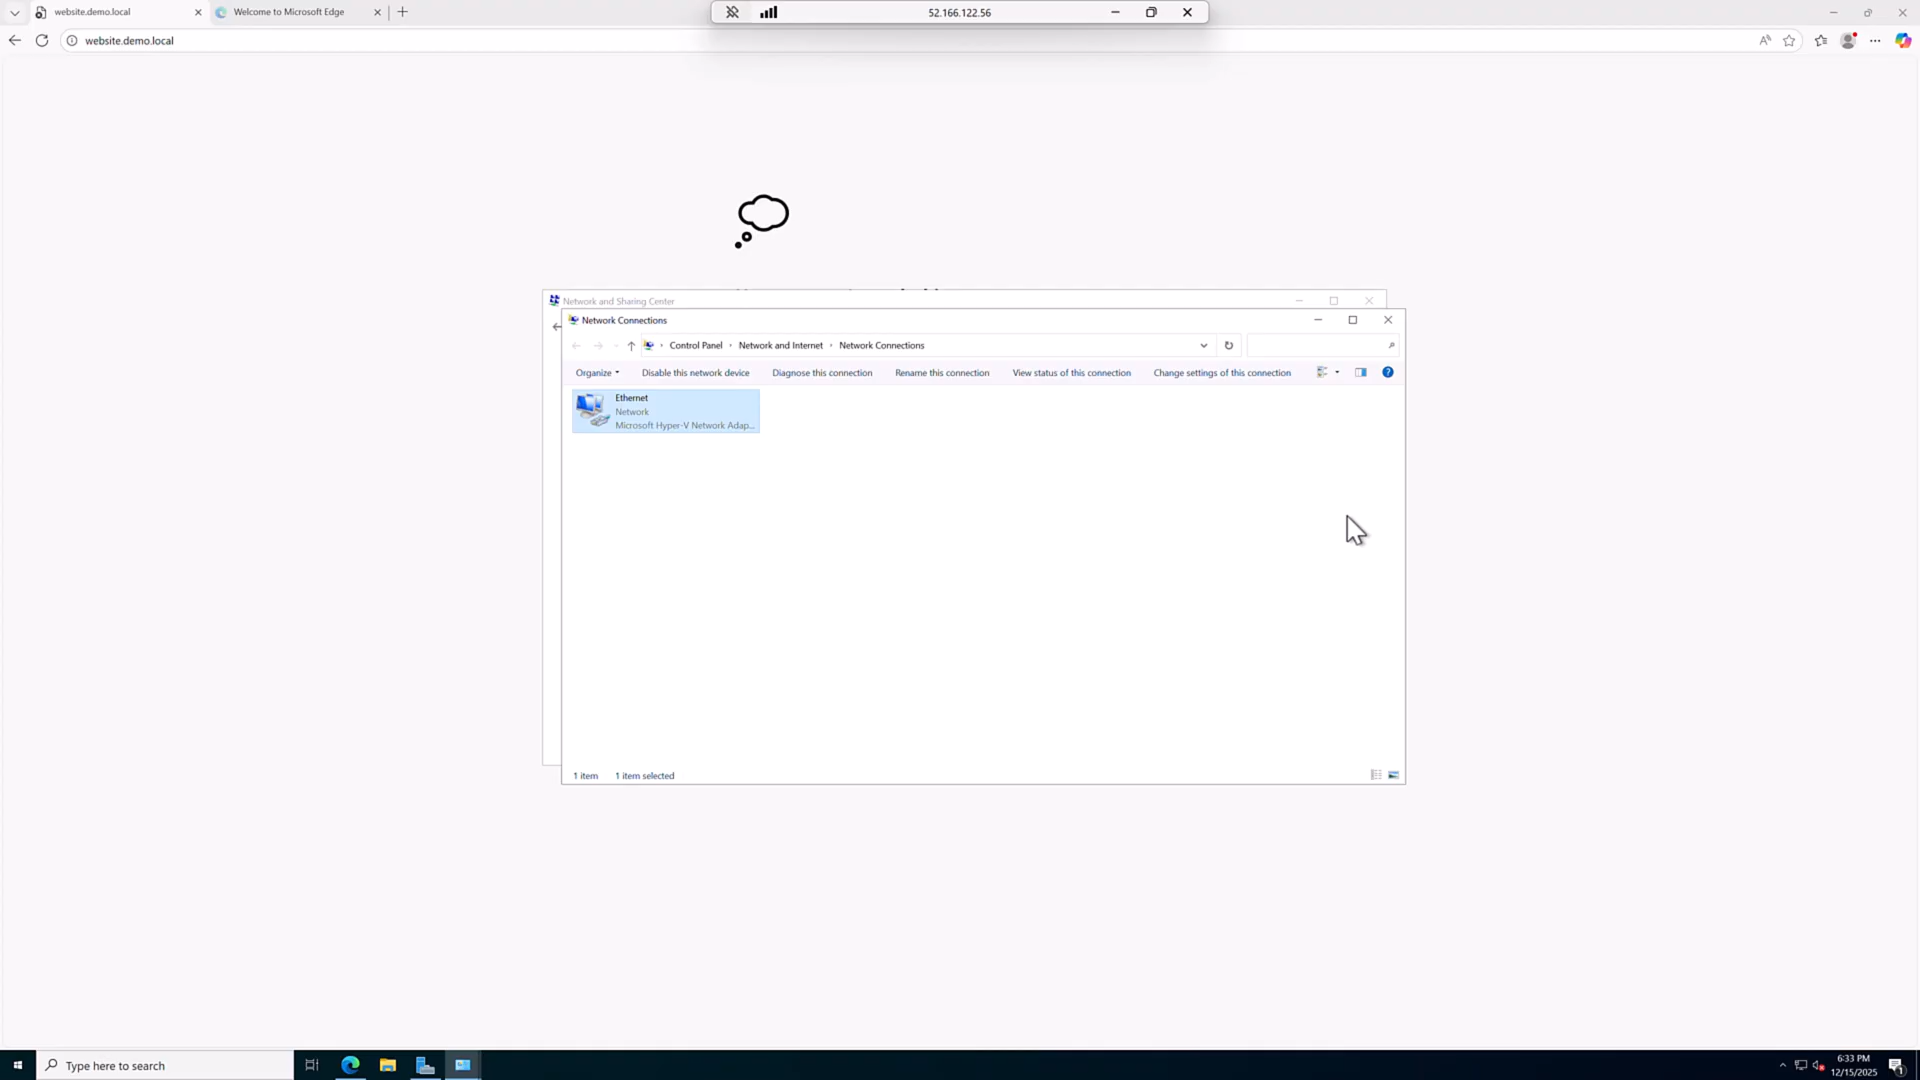 website.demo.local
Welcome to Microsoft Edge
52.166.122.56
website.demo.local
Network and Sharing Center
Network Connections
Control Panel
Network and Internet
Network Connections
Organize
Disable this network device
Diagnose this connection
Rename this connection
View status of this connection
Change settings of this connection
Ethernet
Network
Microsoft Hyper-V Network Adap...
1 item
1 item selected
Type here to search
6:33 PM
12/15/2025
1